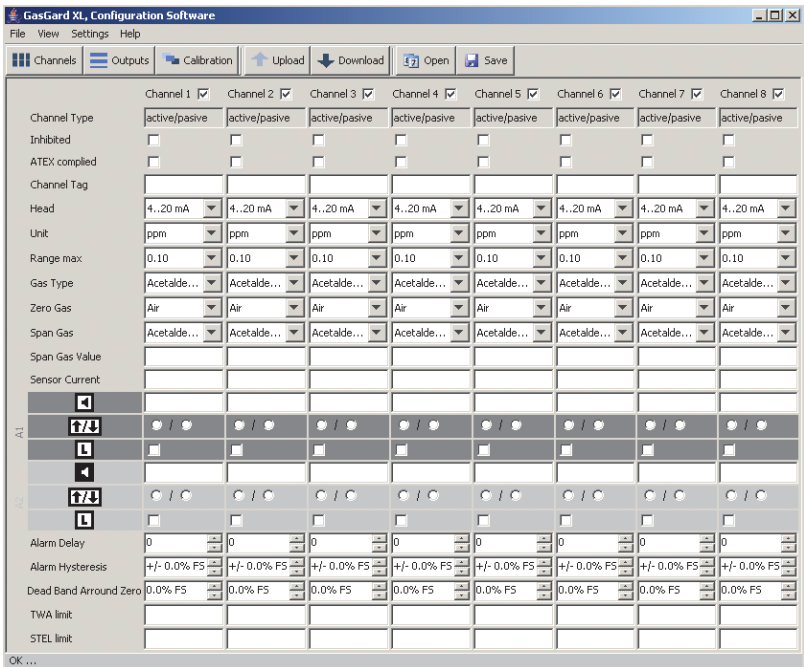 GasGard XL, Configuration Software
File View Settings Help
Channels Outputs Calibration Upload Download Open Save
Channel 1 Channel 2 Channel 3 Channel 4 Channel 5 Channel 6 Channel 7 Channel 8
Channel Type active/pasive active/pasive active/pasive active/pasive active/pasive active/pasive active/pasive active/pasive
Inhibited
ATEX complied
Channel Tag
Head 4..20 mA 4..20 mA 4..20 mA 4..20 mA 4..20 mA 4..20 mA 4..20 mA 4..20 mA
Unit ppm ppm ppm ppm ppm ppm ppm ppm
Range max 0.10 0.10 0.10 0.10 0.10 0.10 0.10 0.10
Gas Type Acetalde... Acetalde... Acetalde... Acetalde... Acetalde... Acetalde... Acetalde... Acetalde...
Zero Gas Air Air Air Air Air Air Air Air
Span Gas Acetalde... Acetalde... Acetalde... Acetalde... Acetalde... Acetalde... Acetalde... Acetalde...
Span Gas Value
Sensor Current
A1
/ / / / / / / /
L
A2
/ / / / / / / /
L
Alarm Delay 0 0 0 0 0 0 0 0
Alarm Hysteresis +/- 0.0% FS +/- 0.0% FS +/- 0.0% FS +/- 0.0% FS +/- 0.0% FS +/- 0.0% FS +/- 0.0% FS +/- 0.0% FS
Dead Band Arround Zero 0.0% FS 0.0% FS 0.0% FS 0.0% FS 0.0% FS 0.0% FS 0.0% FS 0.0% FS
TWA limit
STEL limit
OK ...